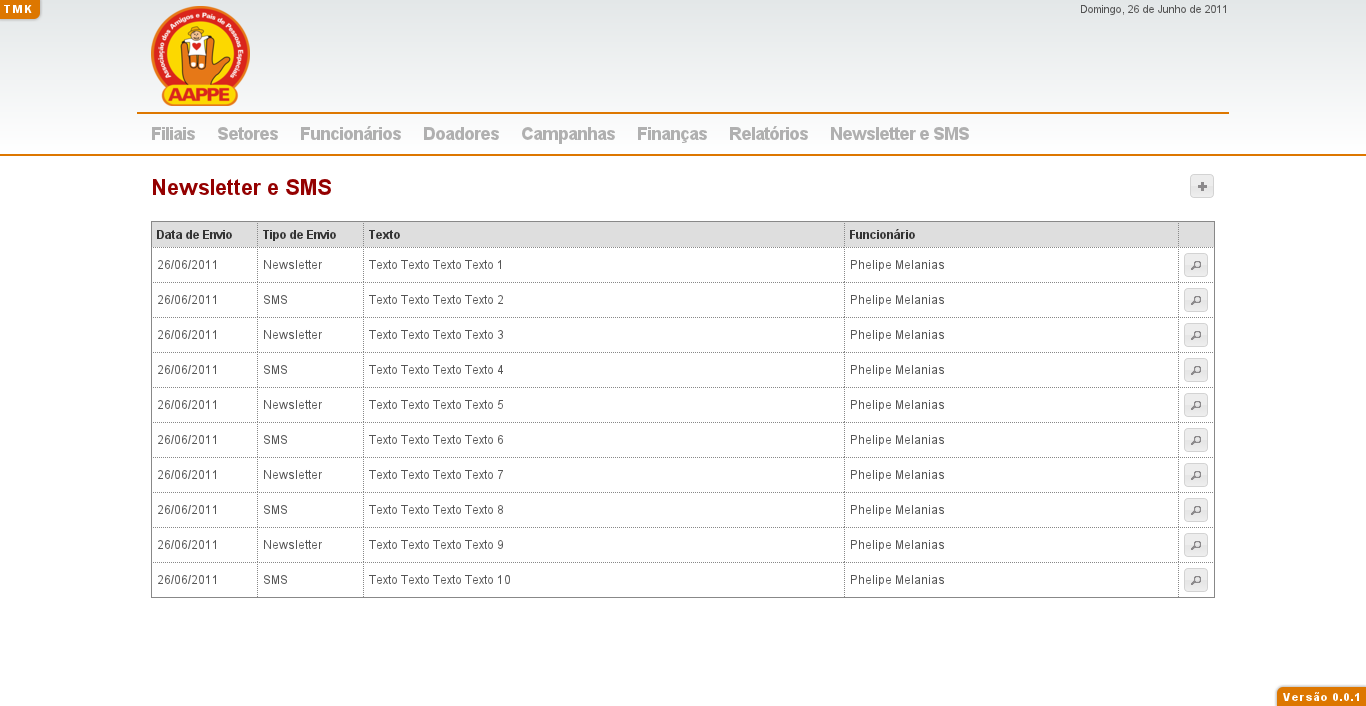 TMK
Domingo, 26 de Junho de 2011
Associação dos Amigos e Pais de Pessoas Especiais
AAPPE
Filiais Setores Funcionários Doadores Campanhas Finanças Relatórios Newsletter e SMS
Newsletter e SMS
Data de Envio Tipo de Envio Texto Funcionário
26/06/2011 Newsletter Texto Texto Texto Texto 1 Phelipe Melanias
26/06/2011 SMS Texto Texto Texto Texto 2 Phelipe Melanias
26/06/2011 Newsletter Texto Texto Texto Texto 3 Phelipe Melanias
26/06/2011 SMS Texto Texto Texto Texto 4 Phelipe Melanias
26/06/2011 Newsletter Texto Texto Texto Texto 5 Phelipe Melanias
26/06/2011 SMS Texto Texto Texto Texto 6 Phelipe Melanias
26/06/2011 Newsletter Texto Texto Texto Texto 7 Phelipe Melanias
26/06/2011 SMS Texto Texto Texto Texto 8 Phelipe Melanias
26/06/2011 Newsletter Texto Texto Texto Texto 9 Phelipe Melanias
26/06/2011 SMS Texto Texto Texto Texto 10 Phelipe Melanias
Versão 0.0.1